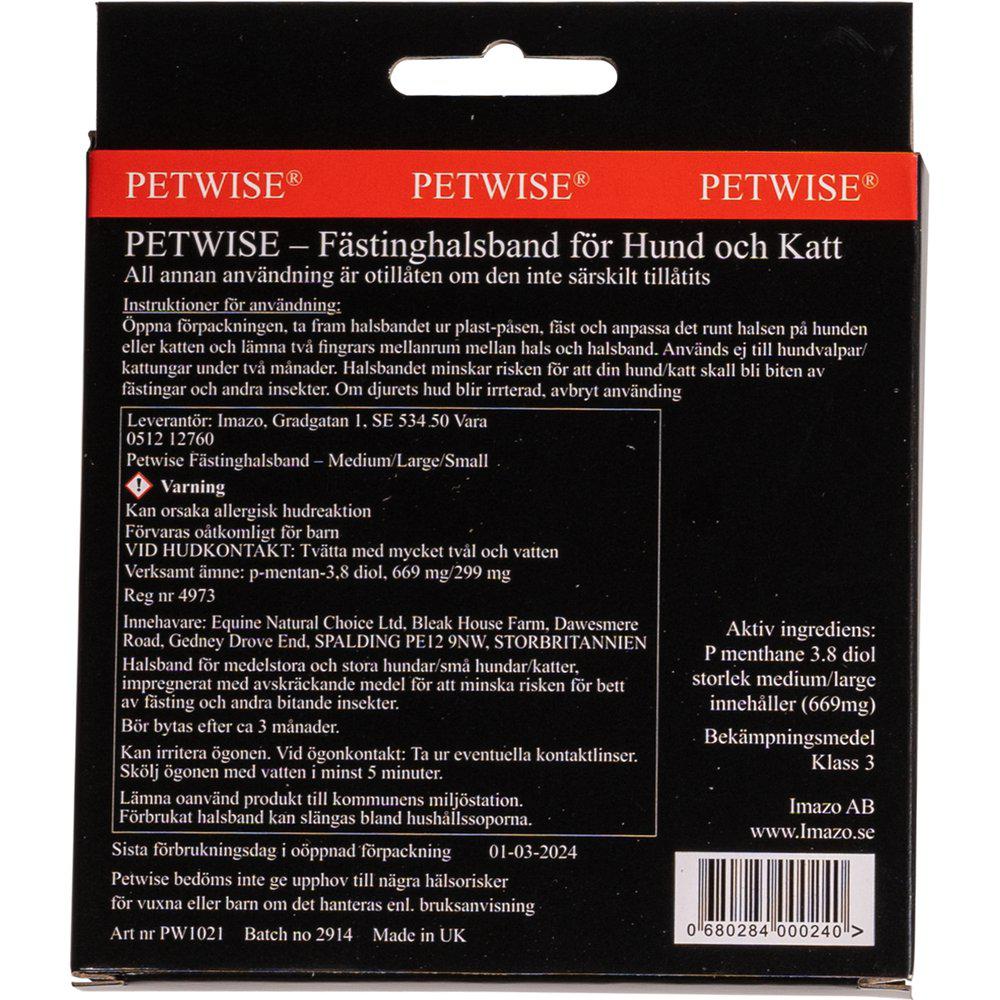 PETWISE® PETWISE® PETWISE®
PETWISE – Fästinghalsband för Hund och Katt
All annan användning är otillåten om den inte särskilt tillåtits
Instruktioner för användning:
Öppna förpackningen, ta fram halsbandet ur plast-påsen, fäst och anpassa det runt halsen på hunden
eller katten och lämna två fingrars mellanrum mellan hals och halsband. Används ej till hundvalpar/
kattungar under två månader. Halsbandet minskar risken för att din hund/katt skall bli biten av
fästingar och andra insekter. Om djurets hud blir irrterad, avbryt använding
Leverantör: Imazo, Gradgatan 1, SE 534 50 Vara
0512 12760
Petwise Fästinghalsband – Medium/Large/Small
! Varning
Kan orsaka allergisk hudreaktion
Förvaras oåtkomligt för barn
VID HUDKONTAKT: Tvätta med mycket tvål och vatten
Verksamt ämne: p-mentan-3,8 diol, 669 mg/299 mg
Reg nr 4973
Innehavare: Equine Natural Choice Ltd, Bleak House Farm, Dawesmere
Road, Gedney Drove End, SPALDING PE12 9NW, STORBRITANNIEN
Halsband för medelstora och stora hundar/små hundar/katter,
impregnerat med avskräckande medel för att minska risken för bett
av fästing och andra bitande insekter.
Bör bytas efter ca 3 månader.
Kan irritera ögonen. Vid ögonkontakt: Ta ur eventuella kontaktlinser.
Skölj ögonen med vatten i minst 5 minuter.
Lämna oanvänd produkt till kommunens miljöstation.
Förbrukat halsband kan slängas bland hushållssoporna.
Sista förbrukningsdag i oöppnad förpackning 01-03-2024
Petwise bedöms inte ge upphov till några hälsorisker
för vuxna eller barn om det hanteras enl. bruksanvisning
Art nr PW1021 Batch no 2914 Made in UK
Aktiv ingrediens:
P menthane 3.8 diol
storlek medium/large
innehåller (669mg)
Bekämpningsmedel
Klass 3
Imazo AB
www.Imazo.se
0 680284 000240 >